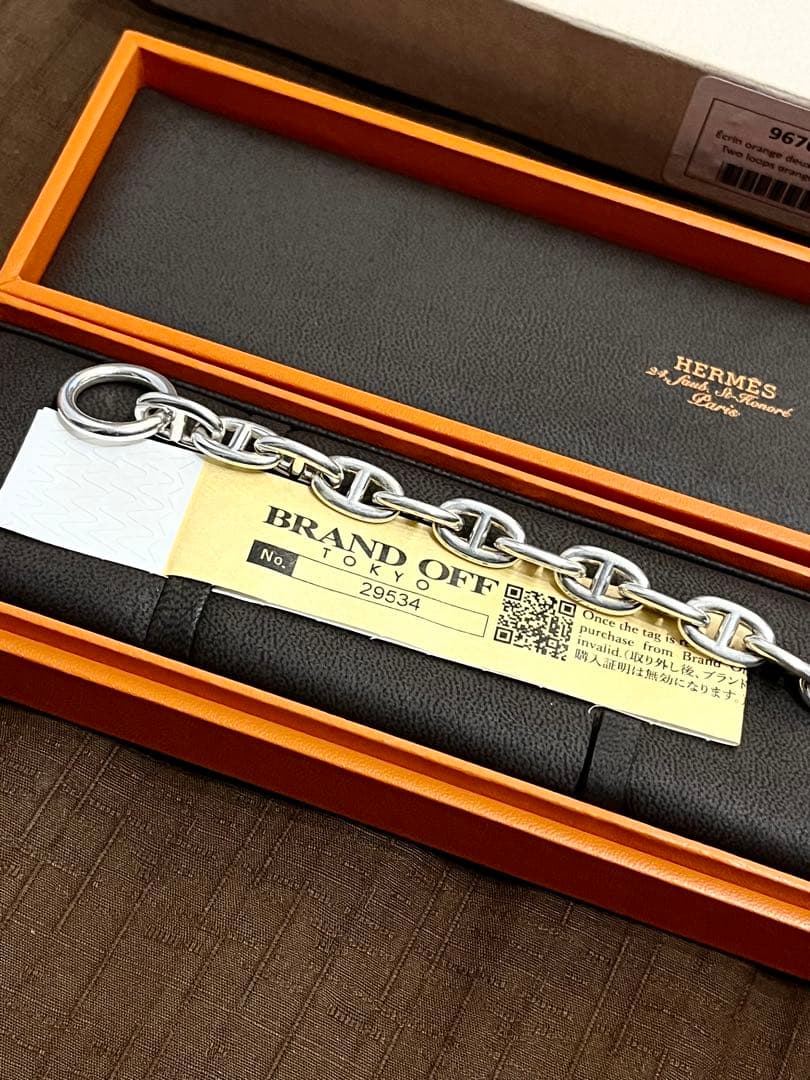 9670
Écrin orange deux
Two loops orange
HERMÈS
24, Faub. St-Honoré
Paris
BRAND OFF
TOKYO
No.
29534
Once the tag is
purchase from Brand
invalid.(取り外し後、ブランド
購入証明は無効になります。